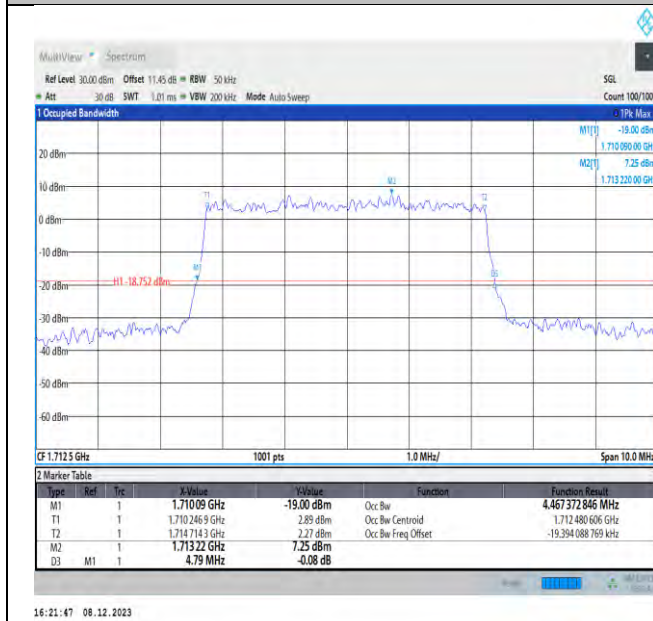 MultiView Spectrum
Ref Level 30.00 dBm Offset 11.45 dB RBW 50 kHz SGL
Att 30 dB SWT 1.01 ms VBW 200 kHz Mode Auto Sweep Count 100/100
1 Occupied Bandwidth 1Pk Max
M1[1] -19.00 dBm
1.710 090 00 GHz
M2[1] 7.25 dBm
1.713 220 00 GHz
20 dBm
10 dBm
M2
T1
T2
0 dBm
-10 dBm
M1
D3
H1 -18.752 dBm
-20 dBm
-30 dBm
-40 dBm
-50 dBm
-60 dBm
CF 1.712 5 GHz 1001 pts 1.0 MHz/ Span 10.0 MHz
2 Marker Table
Type Ref Trc X-Value Y-Value Function Function Result
M1 1 1.710 09 GHz -19.00 dBm Occ Bw 4.467 372 846 MHz
T1 1 1.710 246 9 GHz 2.89 dBm Occ Bw Centroid 1.712 480 606 GHz
T2 1 1.714 714 3 GHz 2.27 dBm Occ Bw Freq Offset -19.394 088 769 kHz
M2 1 1.713 22 GHz 7.25 dBm
D3 M1 1 4.79 MHz -0.08 dB
16:21:47 08.12.2023